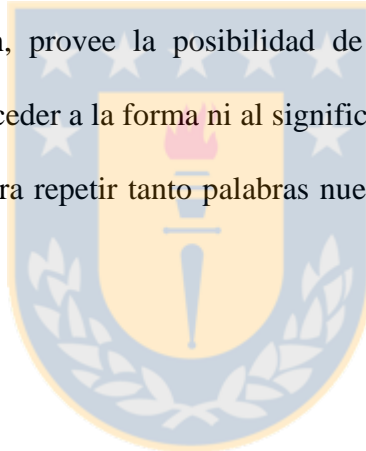 , provee la posibilidad de
ceder a la forma ni al signific
ra repetir tanto palabras nue